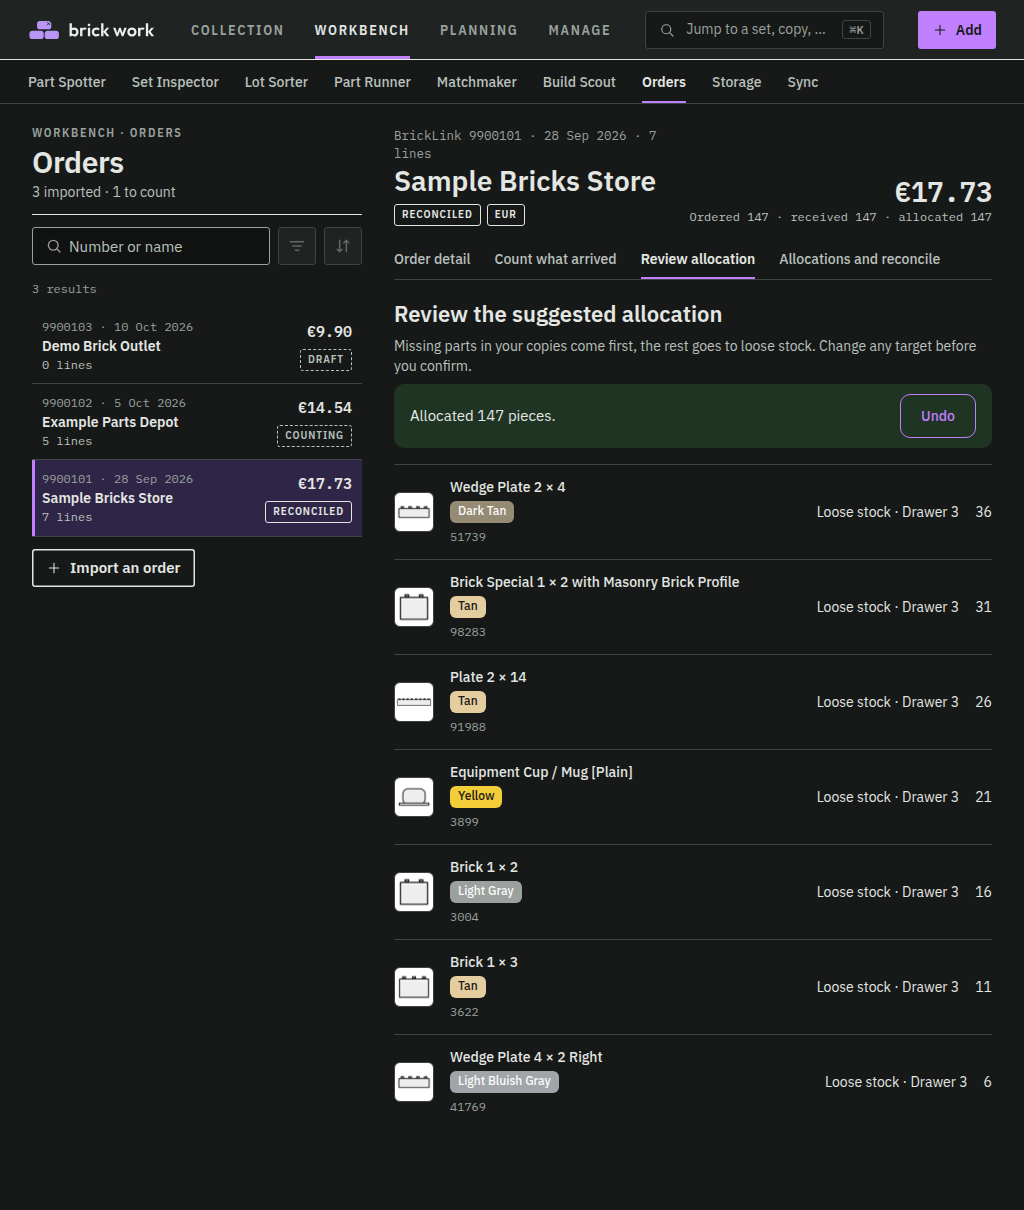 brick work
COLLECTION
WORKBENCH
PLANNING
MANAGE
Jump to a set, copy, ...
⌘K
+ Add
Part Spotter
Set Inspector
Lot Sorter
Part Runner
Matchmaker
Build Scout
Orders
Storage
Sync
WORKBENCH · ORDERS
Orders
3 imported · 1 to count
Number or name
3 results
9900103 · 10 Oct 2026
€9.90
Demo Brick Outlet
DRAFT
0 lines
9900102 · 5 Oct 2026
€14.54
Example Parts Depot
COUNTING
5 lines
9900101 · 28 Sep 2026
€17.73
Sample Bricks Store
RECONCILED
7 lines
+ Import an order
BrickLink 9900101 · 28 Sep 2026 · 7
lines
Sample Bricks Store
RECONCILED
EUR
€17.73
Ordered 147 · received 147 · allocated 147
Order detail
Count what arrived
Review allocation
Allocations and reconcile
Review the suggested allocation
Missing parts in your copies come first, the rest goes to loose stock. Change any target before
you confirm.
Allocated 147 pieces.
Undo
Wedge Plate 2 × 4
Dark Tan
51739
Loose stock · Drawer 3 36
Brick Special 1 × 2 with Masonry Brick Profile
Tan
98283
Loose stock · Drawer 3 31
Plate 2 × 14
Tan
91988
Loose stock · Drawer 3 26
Equipment Cup / Mug [Plain]
Yellow
3899
Loose stock · Drawer 3 21
Brick 1 × 2
Light Gray
3004
Loose stock · Drawer 3 16
Brick 1 × 3
Tan
3622
Loose stock · Drawer 3 11
Wedge Plate 4 × 2 Right
Light Bluish Gray
41769
Loose stock · Drawer 3 6